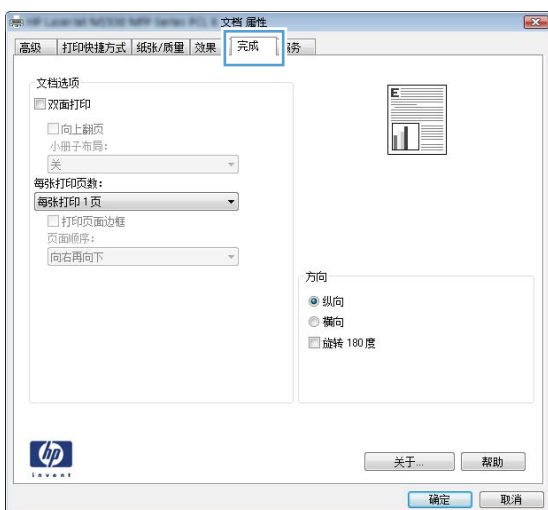 文档 属性
高级 打印快捷方式 纸张/质量 效果 完成 服务
文档选项
双面打印
向上翻页
小册子布局:
关
每张打印页数:
每张打印 1 页
打印页面边框
页面顺序:
向右再向下
E
方向
纵向
横向
旋转 180 度
hp
invent
关于... 帮助
确定 取消